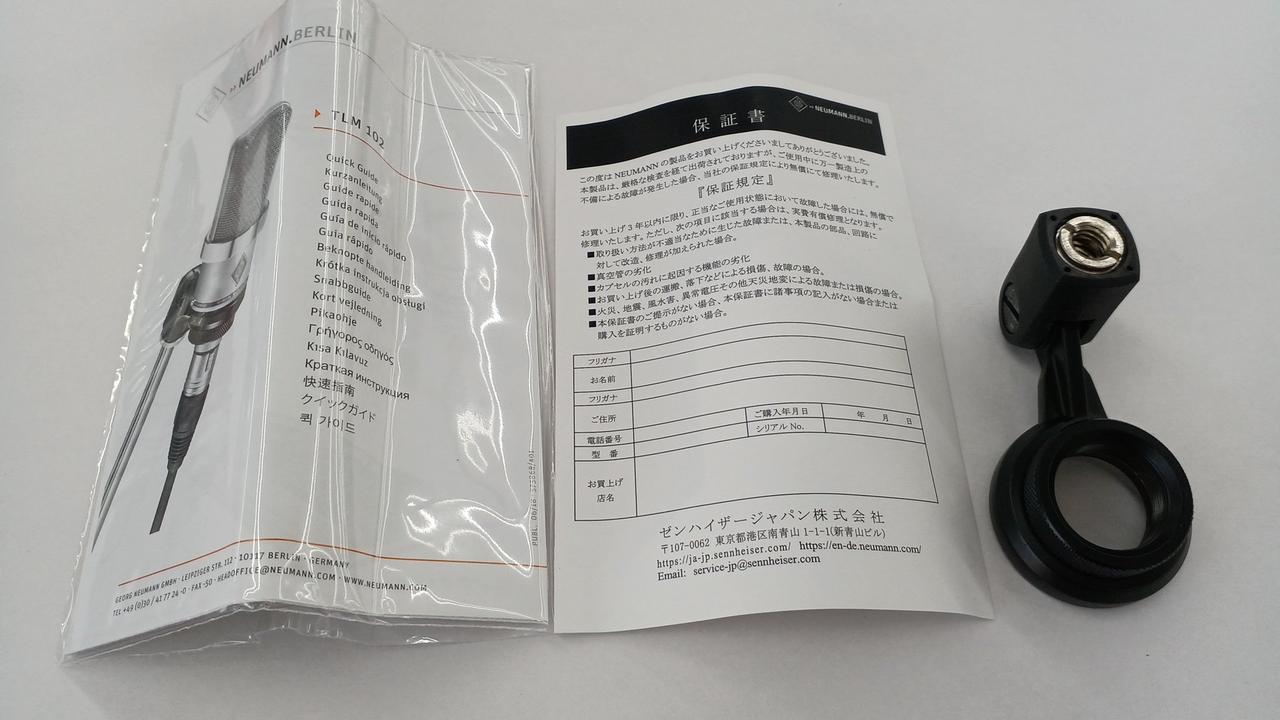 NEUMANN.BERLIN
TLM 102
Quick Guide
Kurzanleitung
Guide rapide
Guida rapida
Guía de inicio rápido
Guia rápido
Beknopte handleiding
Krótka instrukcja obsługi
Snabbguide
Kort vejledning
Pikaohje
Γρήγορος οδηγός
Kısa Kılavuz
Краткая инструкция
快速指南
クイックガイド
퀵 가이드
GEORG NEUMANN GMBH · LEIPZIGER STR. 112 · 10117 BERLIN · GERMANY
TEL +49 (0)30 / 41 77 24 -0 · FAX -50 · HEADOFFICE@NEUMANN.COM · WWW.NEUMANN.COM
NEUMANN.BERLIN
保証書
この度は NEUMANN の製品をお買い上げくださいましてありがとうございました。
本製品は、厳格な検査を経て出荷されておりますが、ご使用中に万一製造上の
不備による故障が発生した場合、当社の保証規定により無償にて修理いたします。
『保証規定』
お買い上げ3年以内に限り、正当なご使用状態において故障した場合には、無償で
修理いたします。ただし、次の項目に該当する場合は、実費有償修理となります。
■取り扱い方法が不適当なために生じた故障または、本製品の部品、回路に
対して改造、修理が加えられた場合。
■真空管の劣化
■カプセルの汚れに起因する機能の劣化
■お買い上げ後の運搬、落下などによる損傷、故障の場合。
■火災、地震、風水害、異常電圧その他天災地変による故障または損傷の場合。
■本保証書のご提示がない場合、本保証書に諸事項の記入がない場合または
購入を証明するものがない場合。
フリガナ
お名前
フリガナ
ご住所
ご購入年月日 年 月 日
電話番号
シリアル No.
型 番
お買上げ
店名
ゼンハイザージャパン株式会社
〒107-0062 東京都港区南青山 1-1-1(新青山ビル)
https://ja-jp.sennheiser.com/ https://en-de.neumann.com/
Email: service-jp@sennheiser.com